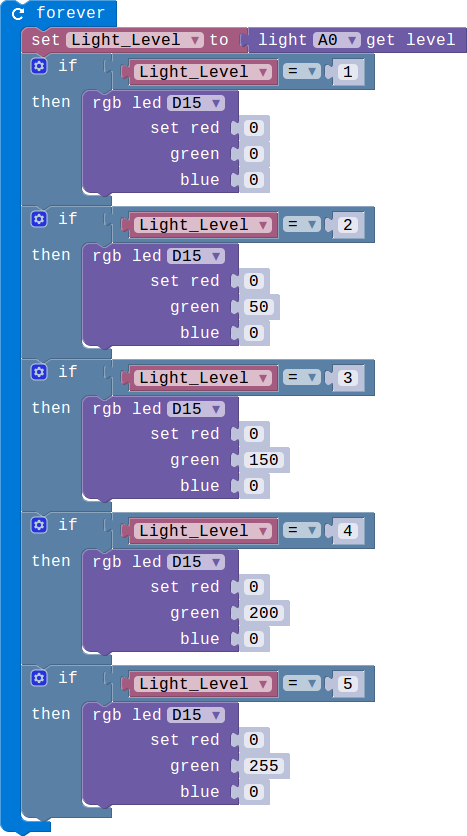 forever
set Light_Level ▼ to light A0 ▼ get level
if Light_Level ▼ = ▼ 1
then rgb led D15 ▼
set red 0
green 0
blue 0
if Light_Level ▼ = ▼ 2
then rgb led D15 ▼
set red 0
green 50
blue 0
if Light_Level ▼ = ▼ 3
then rgb led D15 ▼
set red 0
green 150
blue 0
if Light_Level ▼ = ▼ 4
then rgb led D15 ▼
set red 0
green 200
blue 0
if Light_Level ▼ = ▼ 5
then rgb led D15 ▼
set red 0
green 255
blue 0